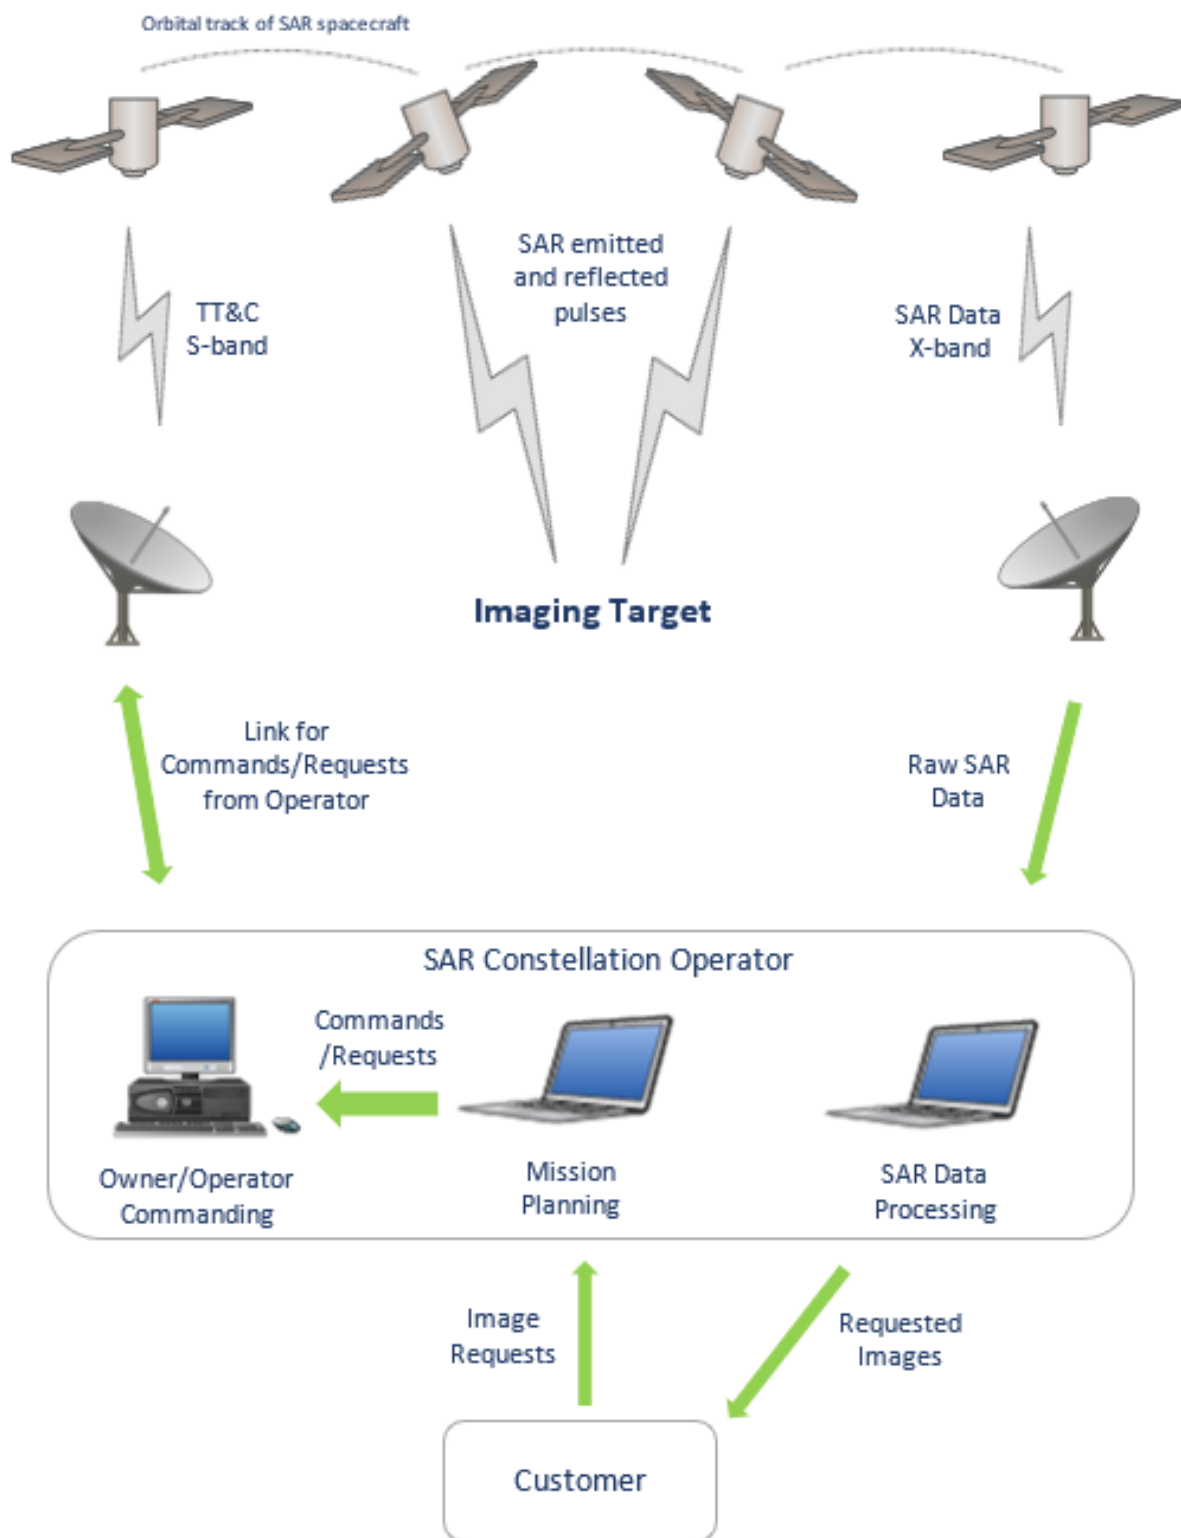 Orbital track of SAR spacecraft
SAR emitted
and reflected
pulses
TT&C
S-band
SAR Data
X-band
Imaging Target
Link for
Commands/Requests
from Operator
Raw SAR
Data
SAR Constellation Operator
Commands
/Requests
Owner/Operator
Commanding
Mission
Planning
SAR Data
Processing
Image
Requests
Requested
Images
Customer